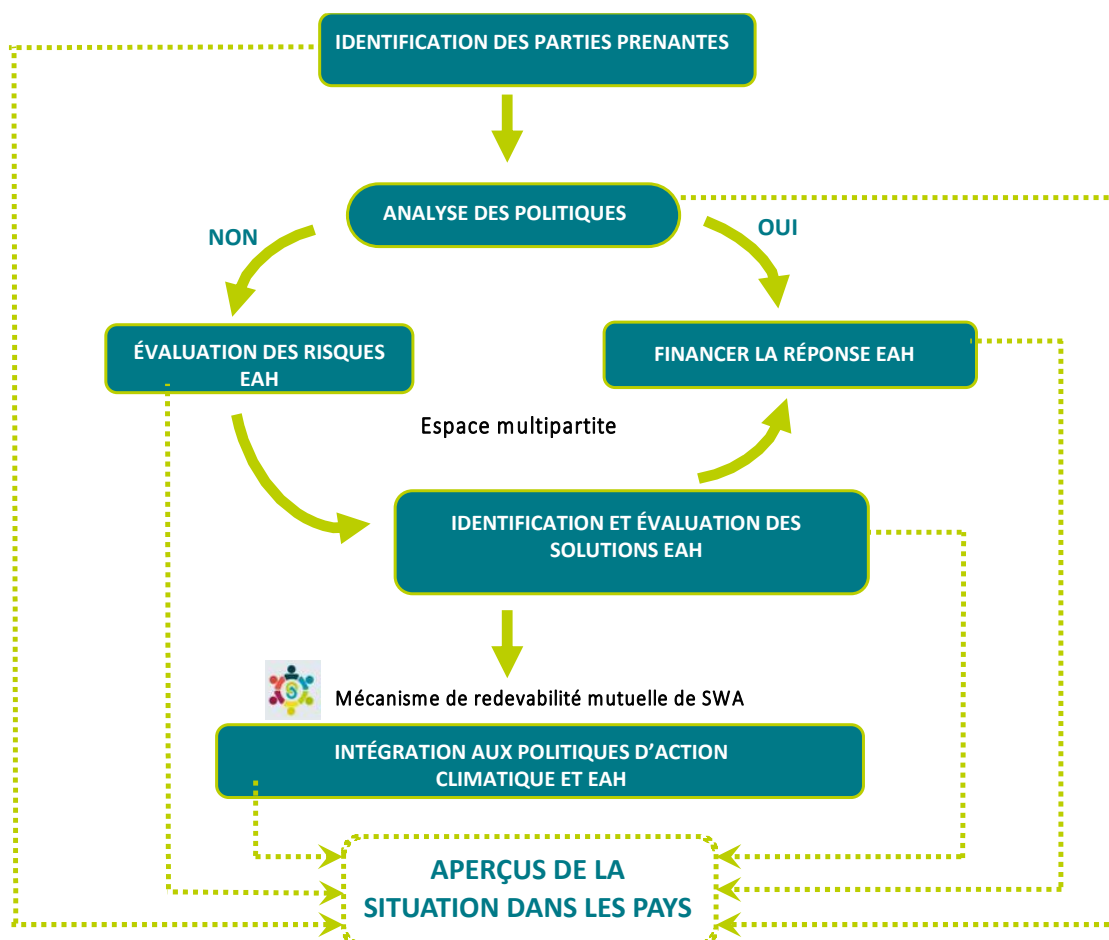 IDENTIFICATION DES PARTIES PRENANTES
ANALYSE DES POLITIQUES
NON
OUI
ÉVALUATION DES RISQUES
EAH
FINANCER LA RÉPONSE EAH
Espace multipartite
IDENTIFICATION ET ÉVALUATION DES
SOLUTIONS EAH
Mécanisme de redevabilité mutuelle de SWA
INTÉGRATION AUX POLITIQUES D’ACTION
CLIMATIQUE ET EAH
APERÇUS DE LA
SITUATION DANS LES PAYS